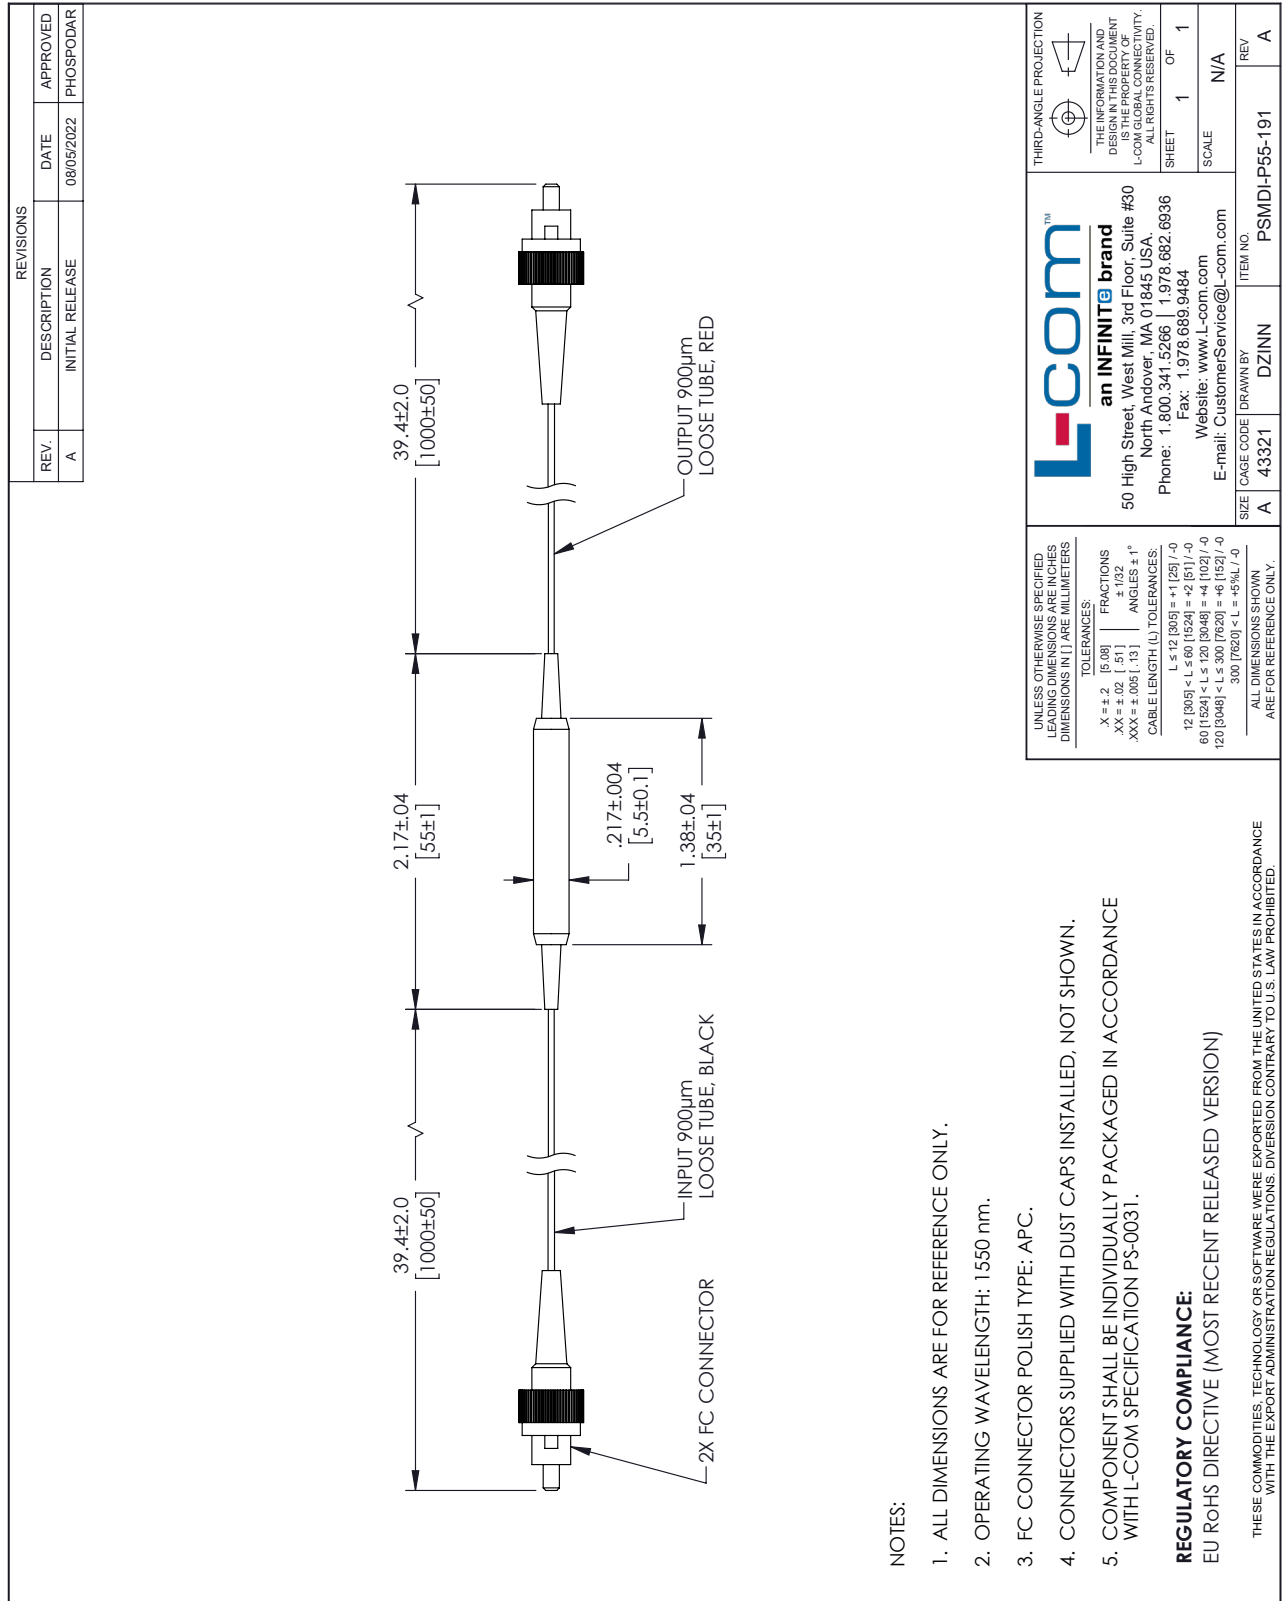 REVISIONS
REV. DESCRIPTION DATE APPROVED
A INITIAL RELEASE 08/05/2022 PHOSPODAR
39.4±2.0
[1000±50]
2.17±.04
[55±1]
39.4±2.0
[1000±50]
.217±.004
[5.5±0.1]
1.38±.04
[35±1]
2X FC CONNECTOR
INPUT 900µm
LOOSE TUBE, BLACK
OUTPUT 900µm
LOOSE TUBE, RED
NOTES:
1. ALL DIMENSIONS ARE FOR REFERENCE ONLY.
2. OPERATING WAVELENGTH: 1550 nm.
3. FC CONNECTOR POLISH TYPE: APC.
4. CONNECTORS SUPPLIED WITH DUST CAPS INSTALLED, NOT SHOWN.
5. COMPONENT SHALL BE INDIVIDUALLY PACKAGED IN ACCORDANCE
WITH L-COM SPECIFICATION PS-0031.
REGULATORY COMPLIANCE:
EU RoHS DIRECTIVE (MOST RECENT RELEASED VERSION)
THESE COMMODITIES, TECHNOLOGY OR SOFTWARE WERE EXPORTED FROM THE UNITED STATES IN ACCORDANCE
WITH THE EXPORT ADMINISTRATION REGULATIONS. DIVERSION CONTRARY TO U.S. LAW PROHIBITED.
UNLESS OTHERWISE SPECIFIED
LEADING DIMENSIONS ARE INCHES
DIMENSIONS IN [ ] ARE MILLIMETERS
TOLERANCES:
.X = ± .2 [5.08] FRACTIONS
.XX = ± .02 [ .51] ± 1/32
.XXX = ± .005 [ .13 ] ANGLES ± 1°
CABLE LENGTH (L) TOLERANCES:
L ≤ 12 [305] = +1 [25] / -0
12 [305] < L ≤ 60 [1524] = +2 [51] / -0
60 [1524] < L ≤ 120 [3048] = +4 [102] / -0
120 [3048] < L ≤ 300 [7620] = +6 [152] / -0
300 [7620] < L = +5%L / -0
ALL DIMENSIONS SHOWN
ARE FOR REFERENCE ONLY.
L-com™
an INFINIT@ brand
50 High Street, West Mill, 3rd Floor, Suite #30
North Andover, MA 01845 USA.
Phone: 1.800.341.5266 | 1.978.682.6936
Fax: 1.978.689.9484
Website: www.L-com.com
E-mail: CustomerService@L-com.com
THIRD-ANGLE PROJECTION
THE INFORMATION AND
DESIGN IN THIS DOCUMENT
IS THE PROPERTY OF
L-COM GLOBAL CONNECTIVITY.
ALL RIGHTS RESERVED.
SHEET 1 OF 1
SCALE N/A
SIZE A
CAGE CODE 43321
DRAWN BY DZINN
ITEM NO. PSMDI-P55-191
REV A